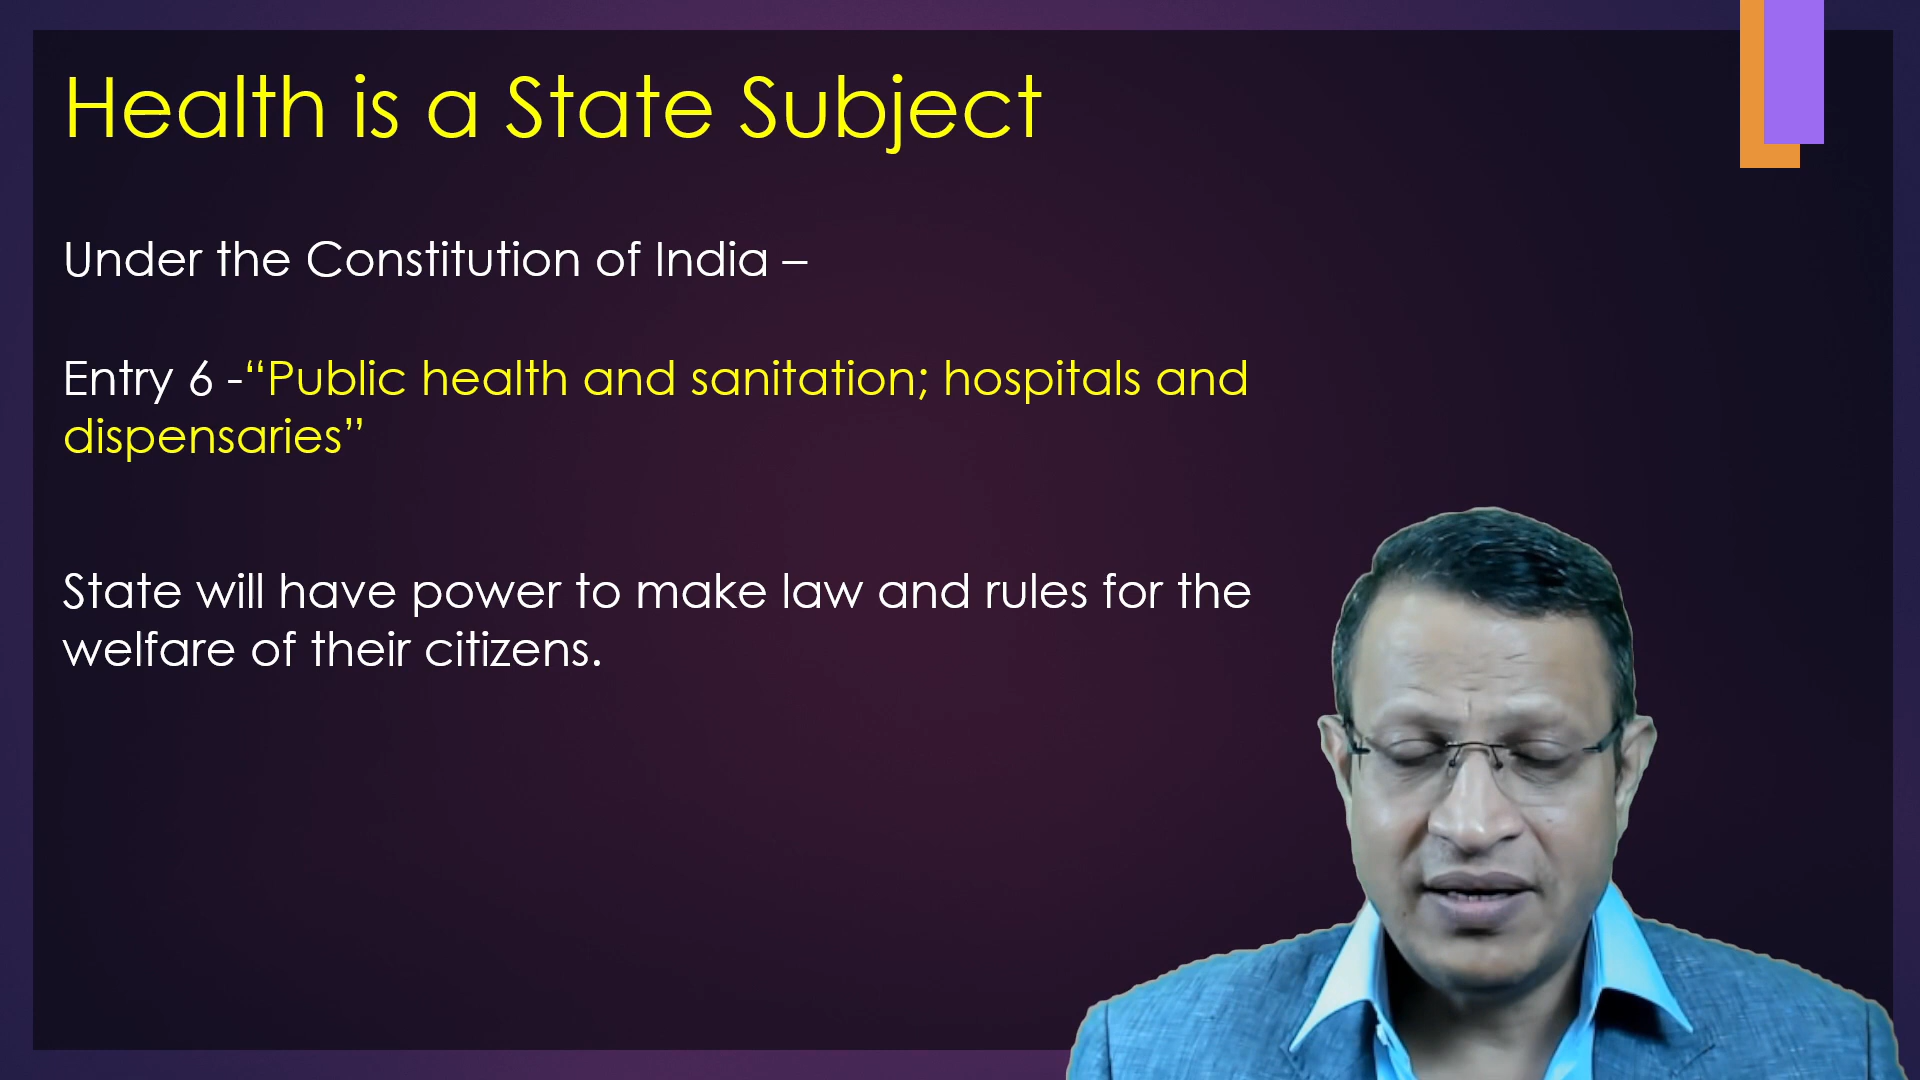 Health is a State Subject
Under the Constitution of India –
Entry 6 -“Public health and sanitation; hospitals and
dispensaries”
State will have power to make law and rules for the
welfare of their citizens.